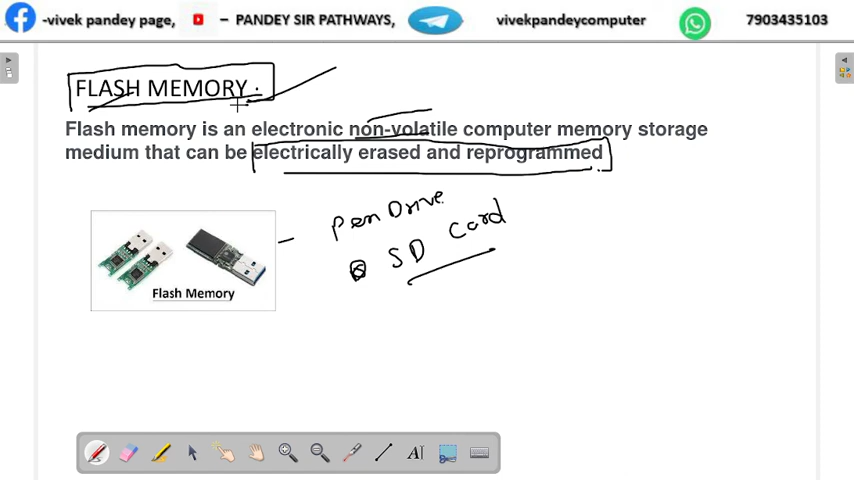 -vivek pandey page, – PANDEY SIR PATHWAYS, vivekpandeycomputer 7903435103
FLASH MEMORY
Flash memory is an electronic non-volatile computer memory storage
medium that can be electrically erased and reprogrammed
Pen Drive
SD Card
Flash Memory